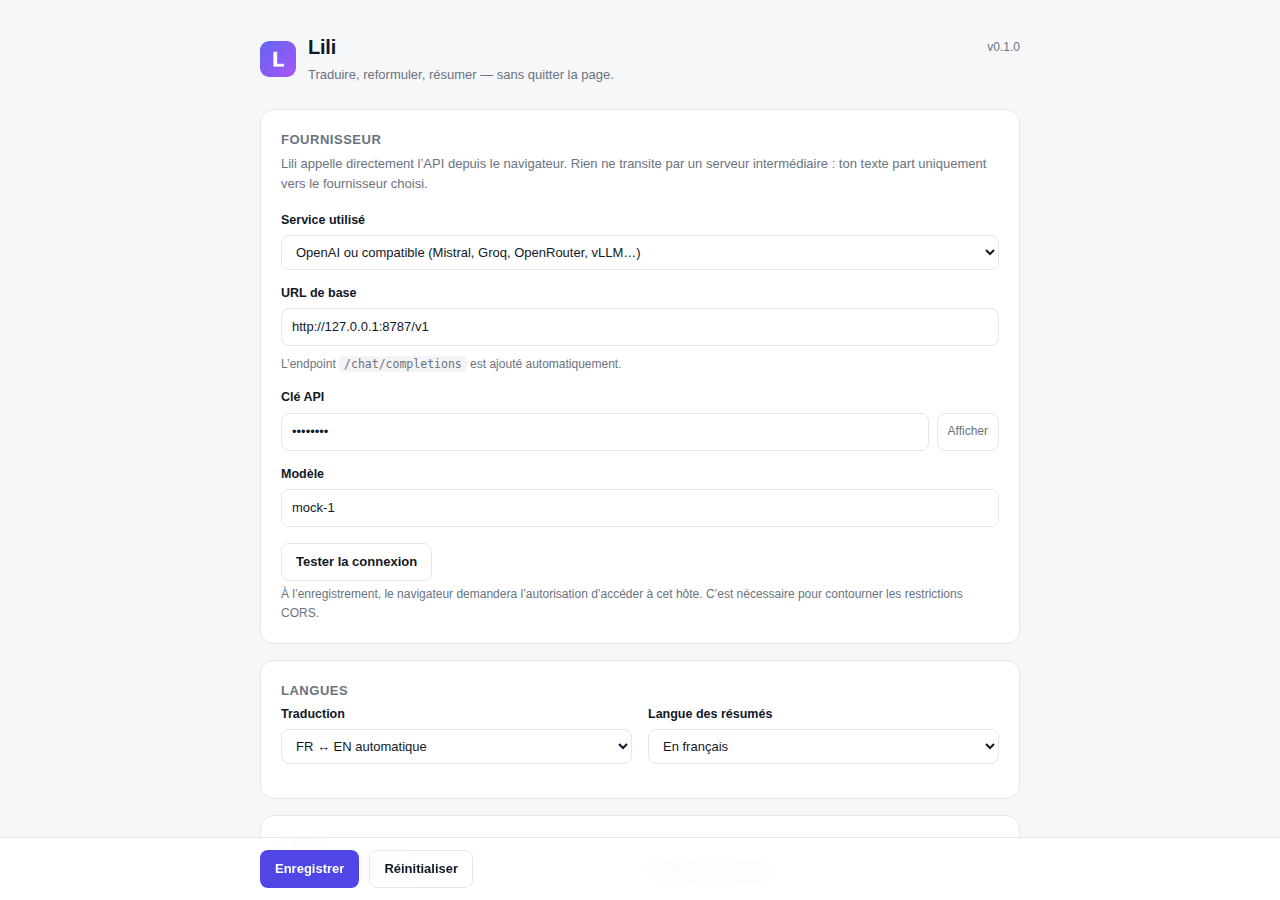 L
Lili
v0.1.0
Traduire, reformuler, résumer — sans quitter la page.
FOURNISSEUR
Lili appelle directement l’API depuis le navigateur. Rien ne transite par un serveur intermédiaire : ton texte part uniquement
vers le fournisseur choisi.
Service utilisé
OpenAI ou compatible (Mistral, Groq, OpenRouter, vLLM…)
URL de base
http://127.0.0.1:8787/v1
L’endpoint /chat/completions est ajouté automatiquement.
Clé API
••••••••
Afficher
Modèle
mock-1
Tester la connexion
À l’enregistrement, le navigateur demandera l’autorisation d’accéder à cet hôte. C’est nécessaire pour contourner les restrictions
CORS.
LANGUES
Traduction
Langue des résumés
FR ↔ EN automatique
En français
Enregistrer
Réinitialiser